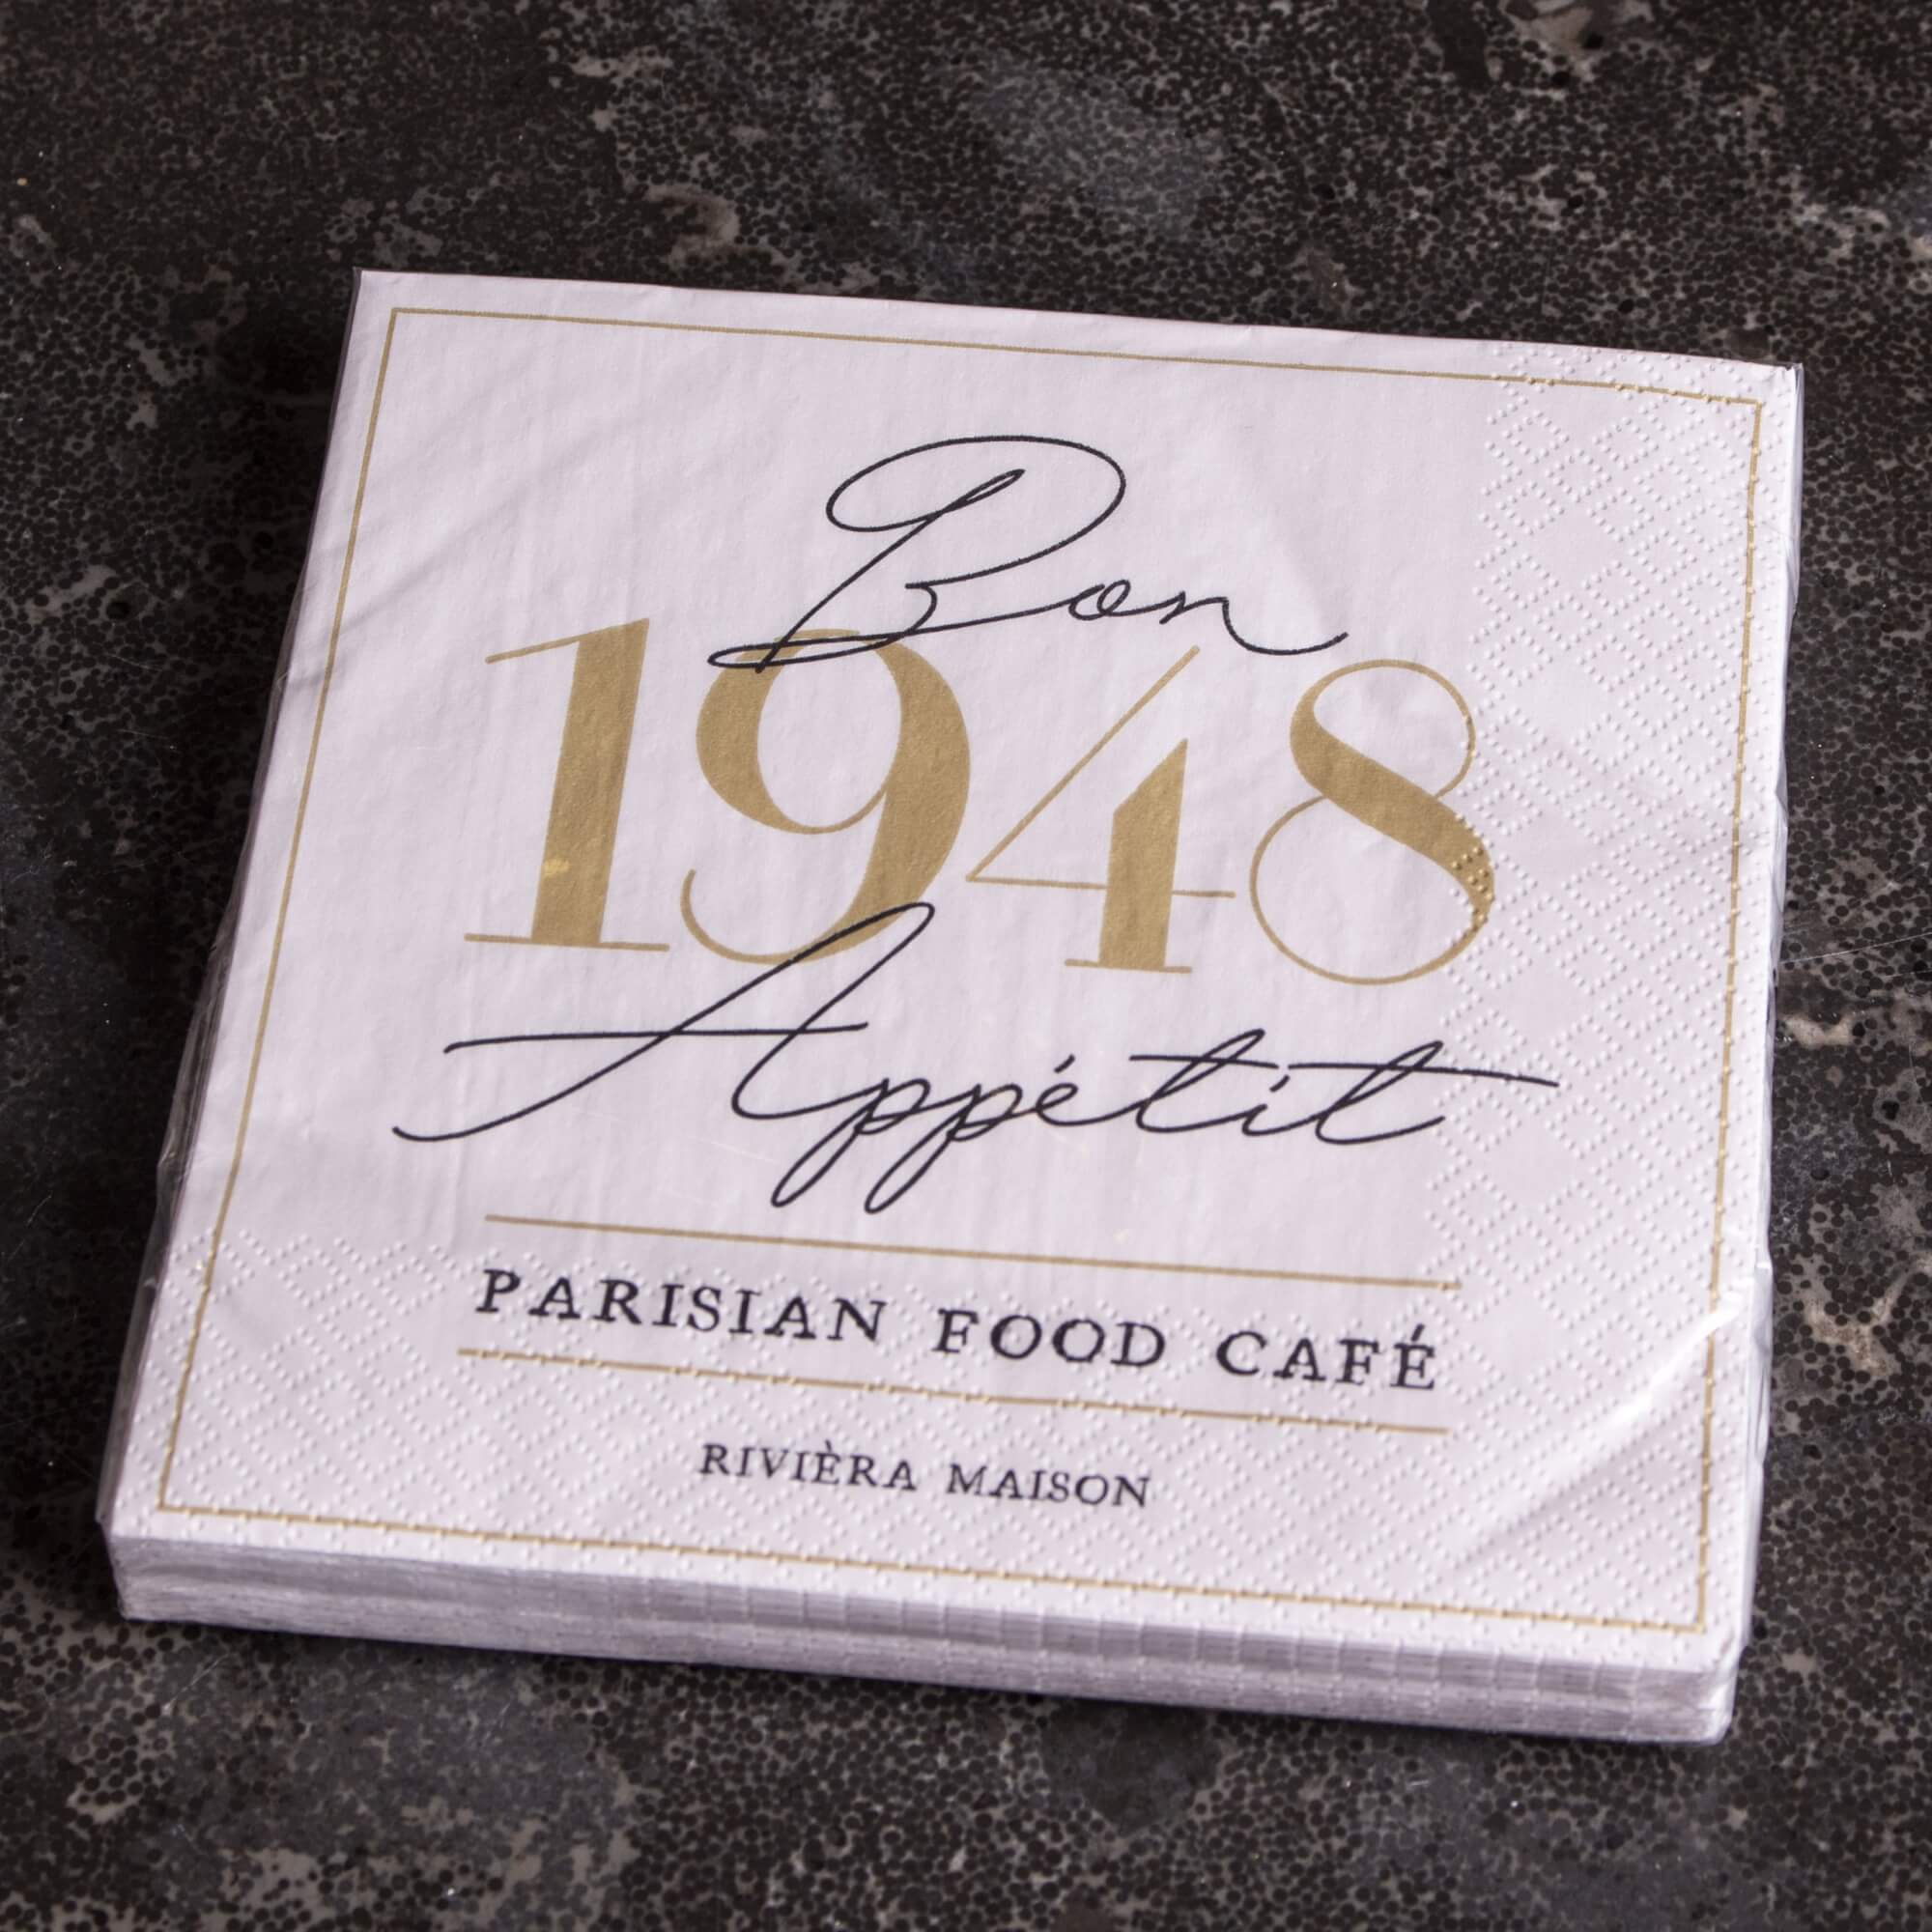 Bon
1948
Appétit
PARISIAN FOOD CAFÉ
RIVIÈRA MAISON